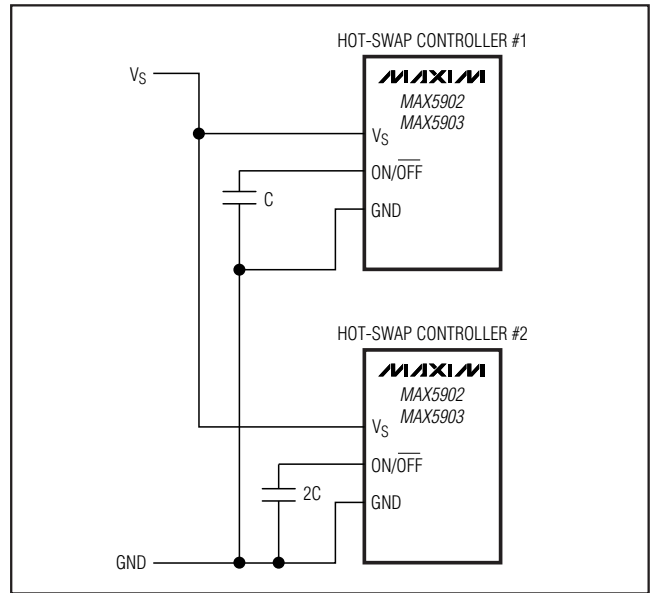 HOT-SWAP CONTROLLER #1
MAXIM
MAX5902
MAX5903
VS
VS
ON/OFF
C
GND
HOT-SWAP CONTROLLER #2
MAXIM
MAX5902
MAX5903
VS
ON/OFF
2C
GND
GND